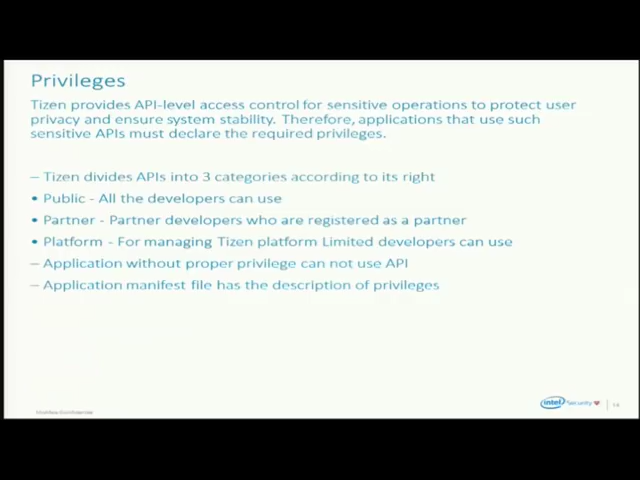 Privileges
Tizen provides API-level access control for sensitive operations to protect user
privacy and ensure system stability. Therefore, applications that use such
sensitive APIs must declare the required privileges.
– Tizen divides APIs into 3 categories according to its right
• Public - All the developers can use
• Partner - Partner developers who are registered as a partner
• Platform - For managing Tizen platform Limited developers can use
– Application without proper privilege can not use API
– Application manifest file has the description of privileges
McAfee Confidential
intel Security
14